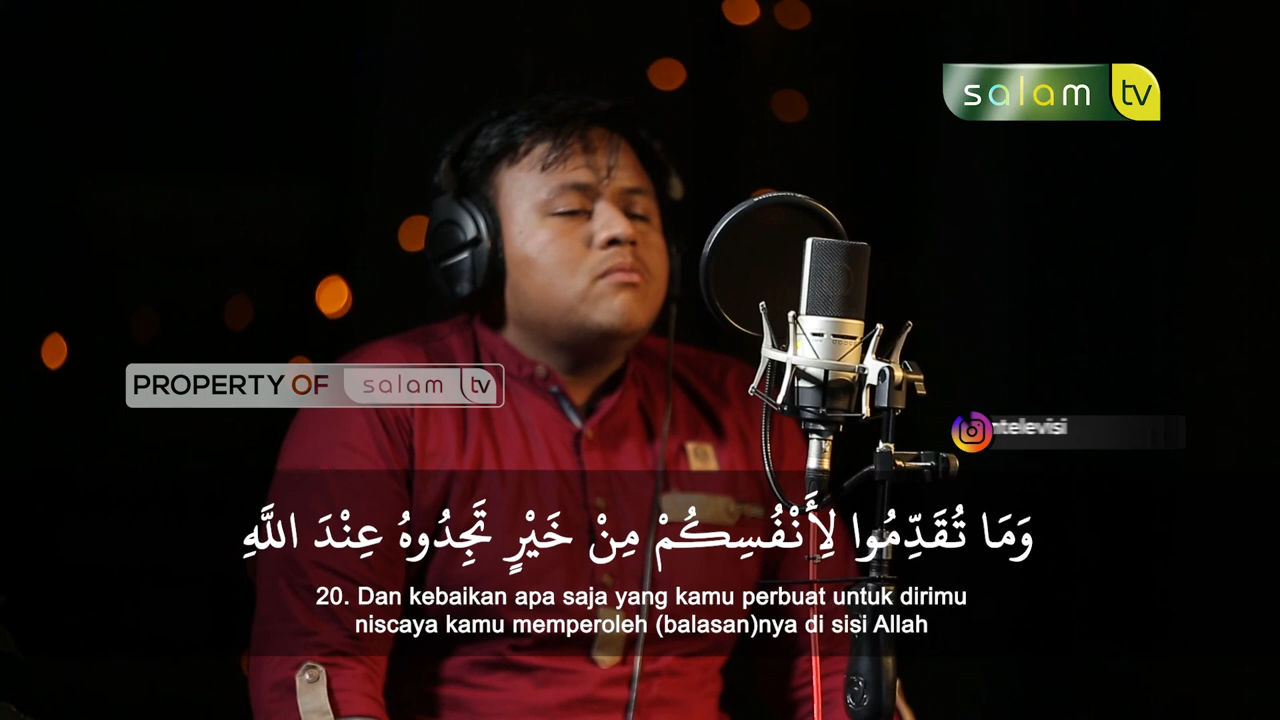 salam tv
PROPERTY OF salam tv
ntelevisi
وَمَا تُقَدِّمُوا لِأَنْفُسِكُمْ مِنْ خَيْرٍ تَجِدُوهُ عِنْدَ اللَّهِ
20. Dan kebaikan apa saja yang kamu perbuat untuk dirimu
niscaya kamu memperoleh (balasan)nya di sisi Allah